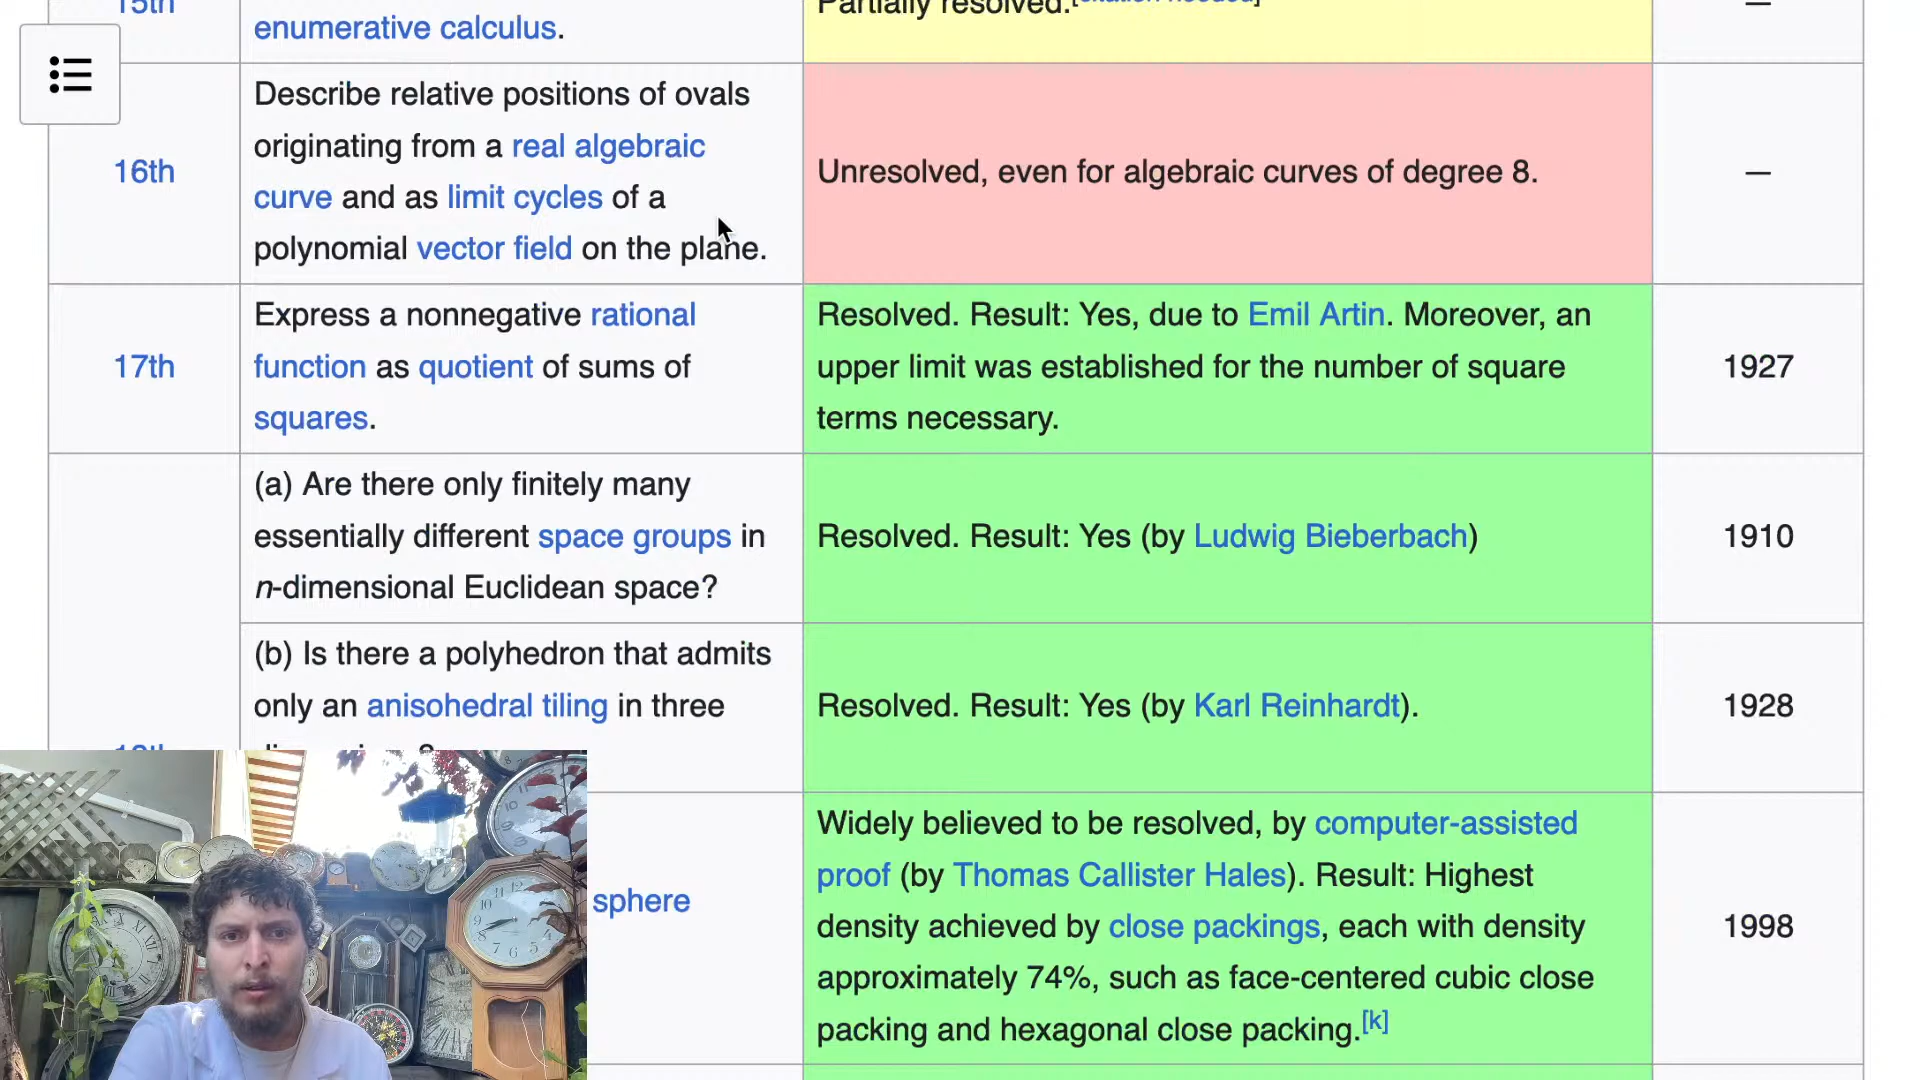 15th
enumerative calculus.
Partially resolved.[citation needed]
—
16th
Describe relative positions of ovals
originating from a real algebraic
curve and as limit cycles of a
polynomial vector field on the plane.
Unresolved, even for algebraic curves of degree 8.
—
17th
Express a nonnegative rational
function as quotient of sums of
squares.
Resolved. Result: Yes, due to Emil Artin. Moreover, an
upper limit was established for the number of square
terms necessary.
1927
(a) Are there only finitely many
essentially different space groups in
n-dimensional Euclidean space?
Resolved. Result: Yes (by Ludwig Bieberbach)
1910
(b) Is there a polyhedron that admits
only an anisohedral tiling in three
Resolved. Result: Yes (by Karl Reinhardt).
1928
sphere
Widely believed to be resolved, by computer-assisted
proof (by Thomas Callister Hales). Result: Highest
density achieved by close packings, each with density
approximately 74%, such as face-centered cubic close
packing and hexagonal close packing.[k]
1998